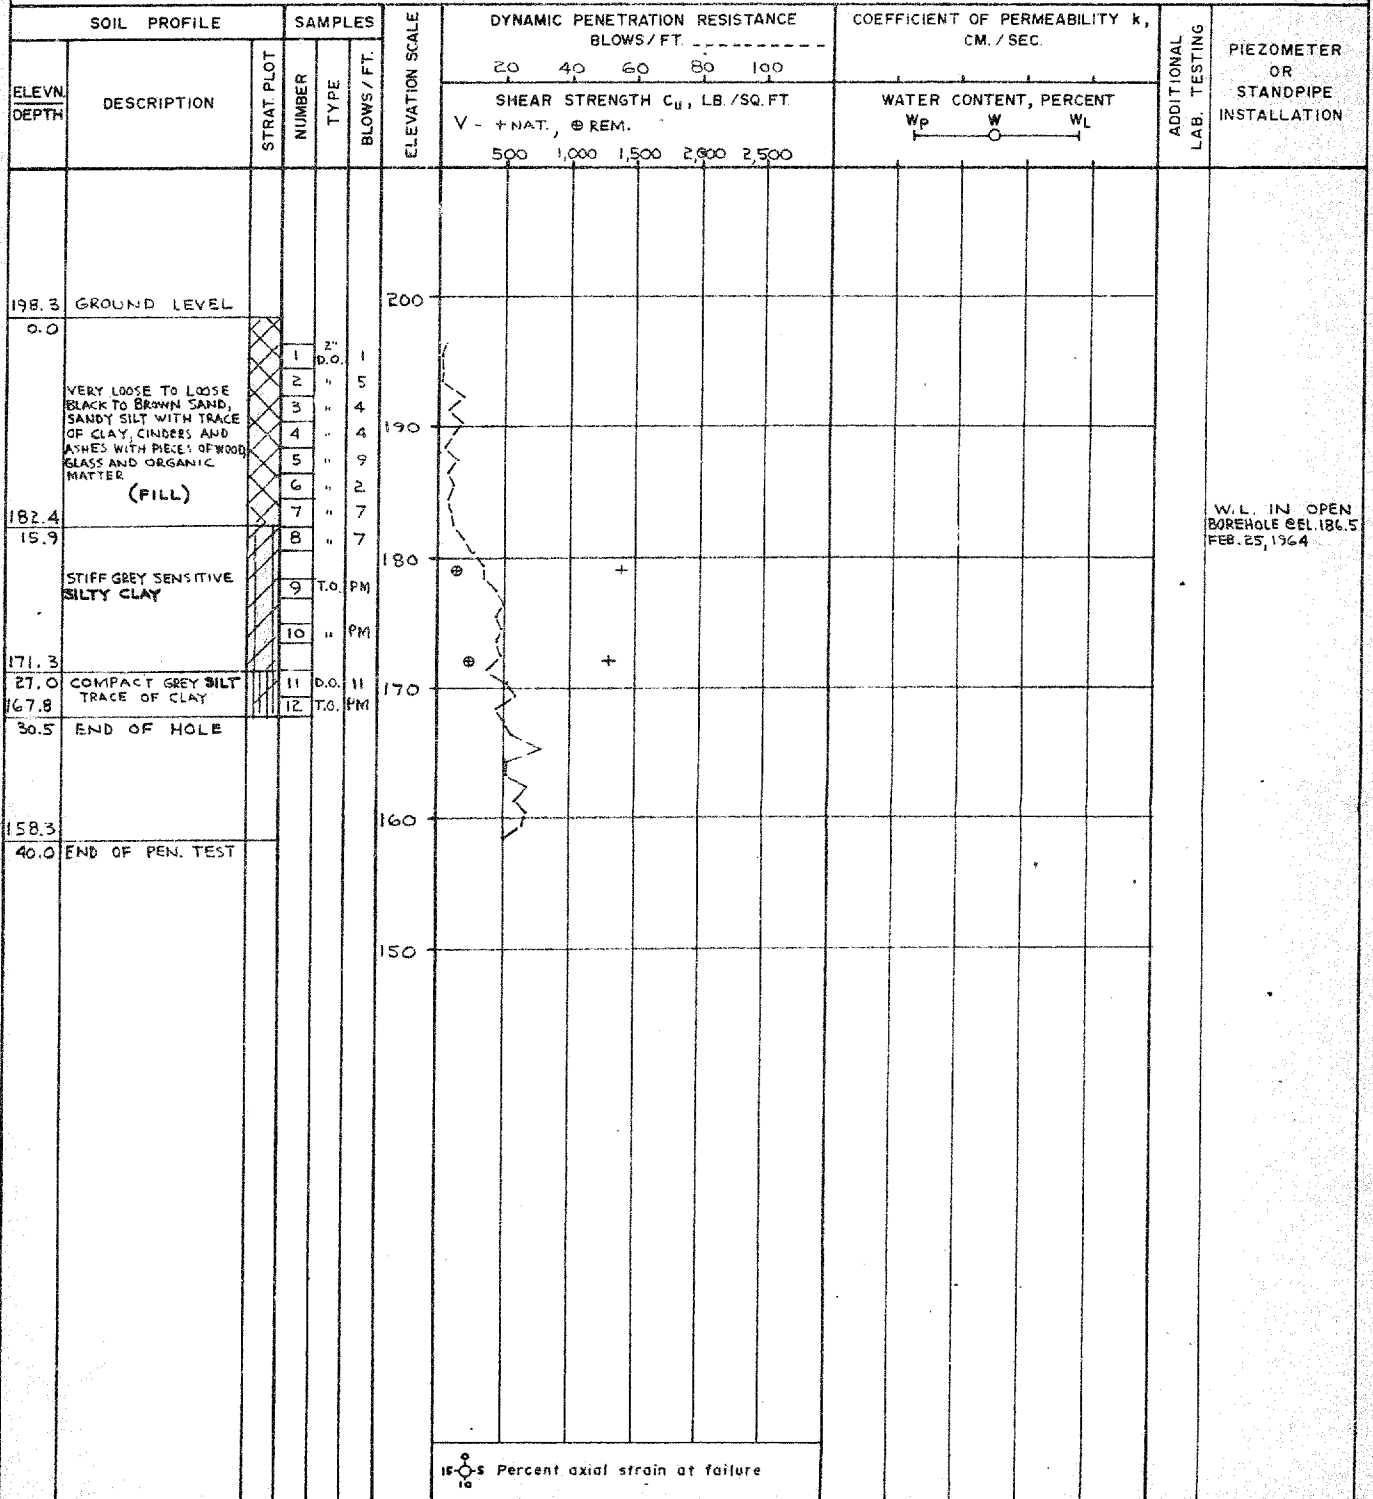 SOIL PROFILE
SAMPLES
ELEVATION SCALE
DYNAMIC PENETRATION RESISTANCE
BLOWS/FT.
20 40 60 80 100
COEFFICIENT OF PERMEABILITY k,
CM./SEC.
ADDITIONAL
LAB. TESTING
PIEZOMETER
OR
STANDPIPE
INSTALLATION
ELEVN.
DEPTH
DESCRIPTION
STRAT. PLOT
NUMBER
TYPE
BLOWS/FT.
SHEAR STRENGTH Cu, LB./SQ.FT.
V - + NAT., ⊕ REM.
500 1,000 1,500 2,000 2,500
WATER CONTENT, PERCENT
Wp W WL
198.3 GROUND LEVEL
0.0
200
1 2" D.O. 1
2 " 5
3 " 4
4 " 4
5 " 9
6 " 2
7 " 7
8 " 7
VERY LOOSE TO LOOSE
BLACK TO BROWN SAND,
SANDY SILT WITH TRACE
OF CLAY, CINDERS AND
ASHES WITH PIECES OF WOOD,
GLASS AND ORGANIC
MATTER
(FILL)
190
182.4
15.9
W.L. IN OPEN
BOREHOLE @ EL. 186.5
FEB. 25, 1964
180
STIFF GREY SENSITIVE
SILTY CLAY
9 T.O. PM
10 " PM
171.3
27.0 COMPACT GREY SILT
TRACE OF CLAY
11 D.O. 11
170
167.8
12 T.O. PM
30.5 END OF HOLE
160
158.3
40.0 END OF PEN. TEST
150
0
15 5 Percent axial strain at failure
10